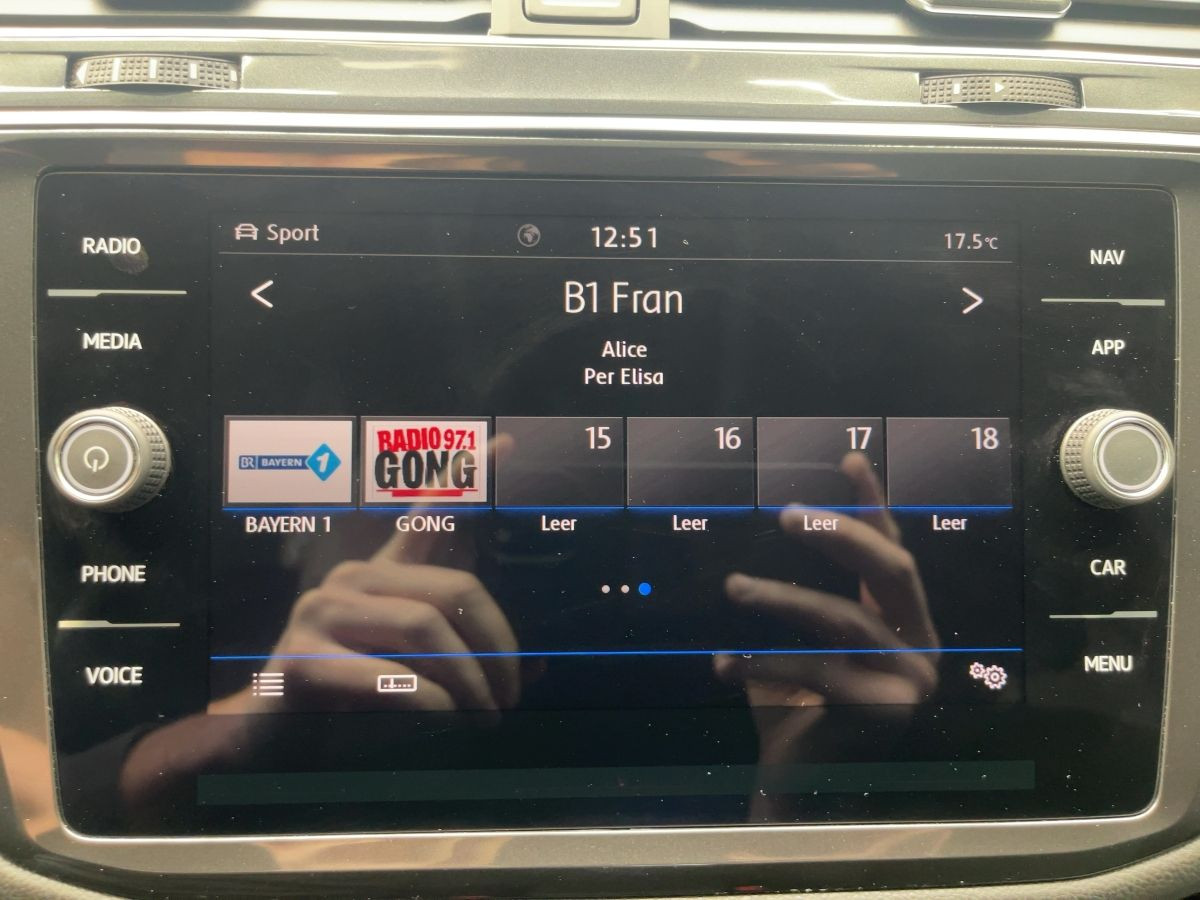 RADIO
MEDIA
PHONE
VOICE
Sport
12:51
17.5°C
B1 Fran
Alice
Per Elisa
BR BAYERN 1
RADIO 97.1
GONG
15
16
17
18
BAYERN 1
GONG
Leer
Leer
Leer
Leer
NAV
APP
CAR
MENU